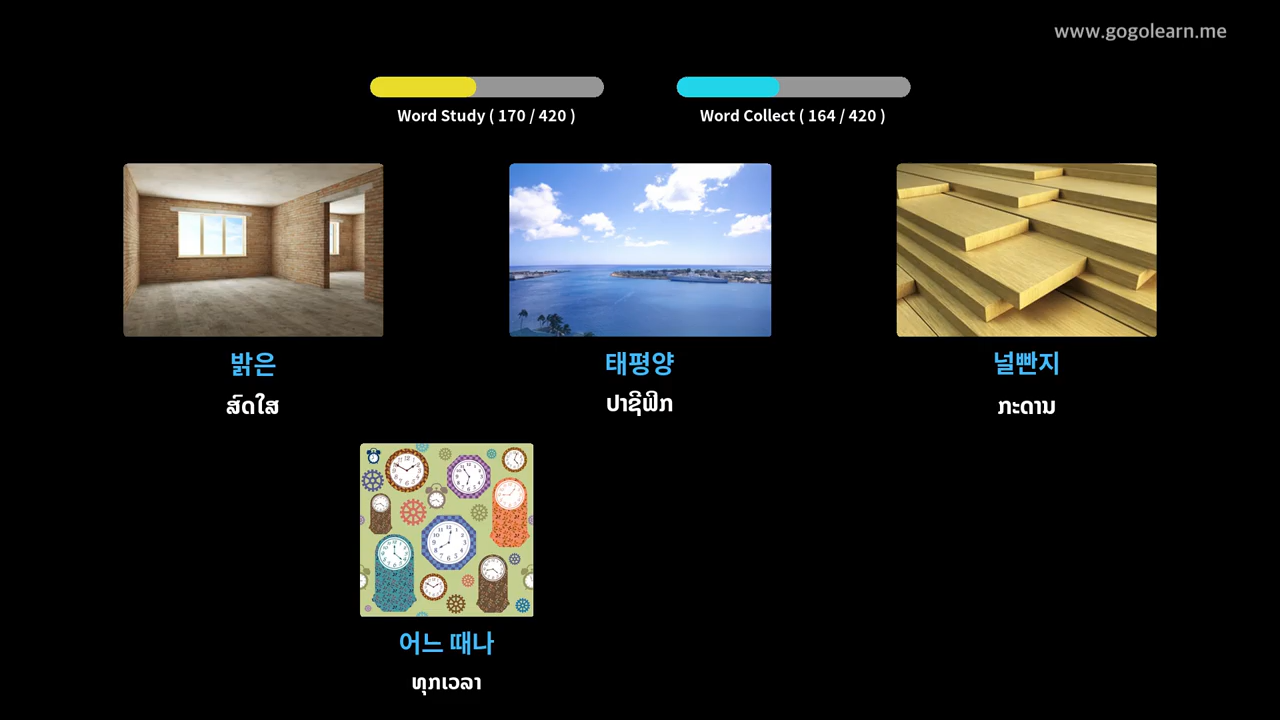 www.gogolearn.me
Word Study ( 170 / 420 )
Word Collect ( 164 / 420 )
밝은
ສົດໃສ
태평양
ປາຊີຟິກ
널빤지
ກະດານ
어느 때나
ທຸກເວລາ